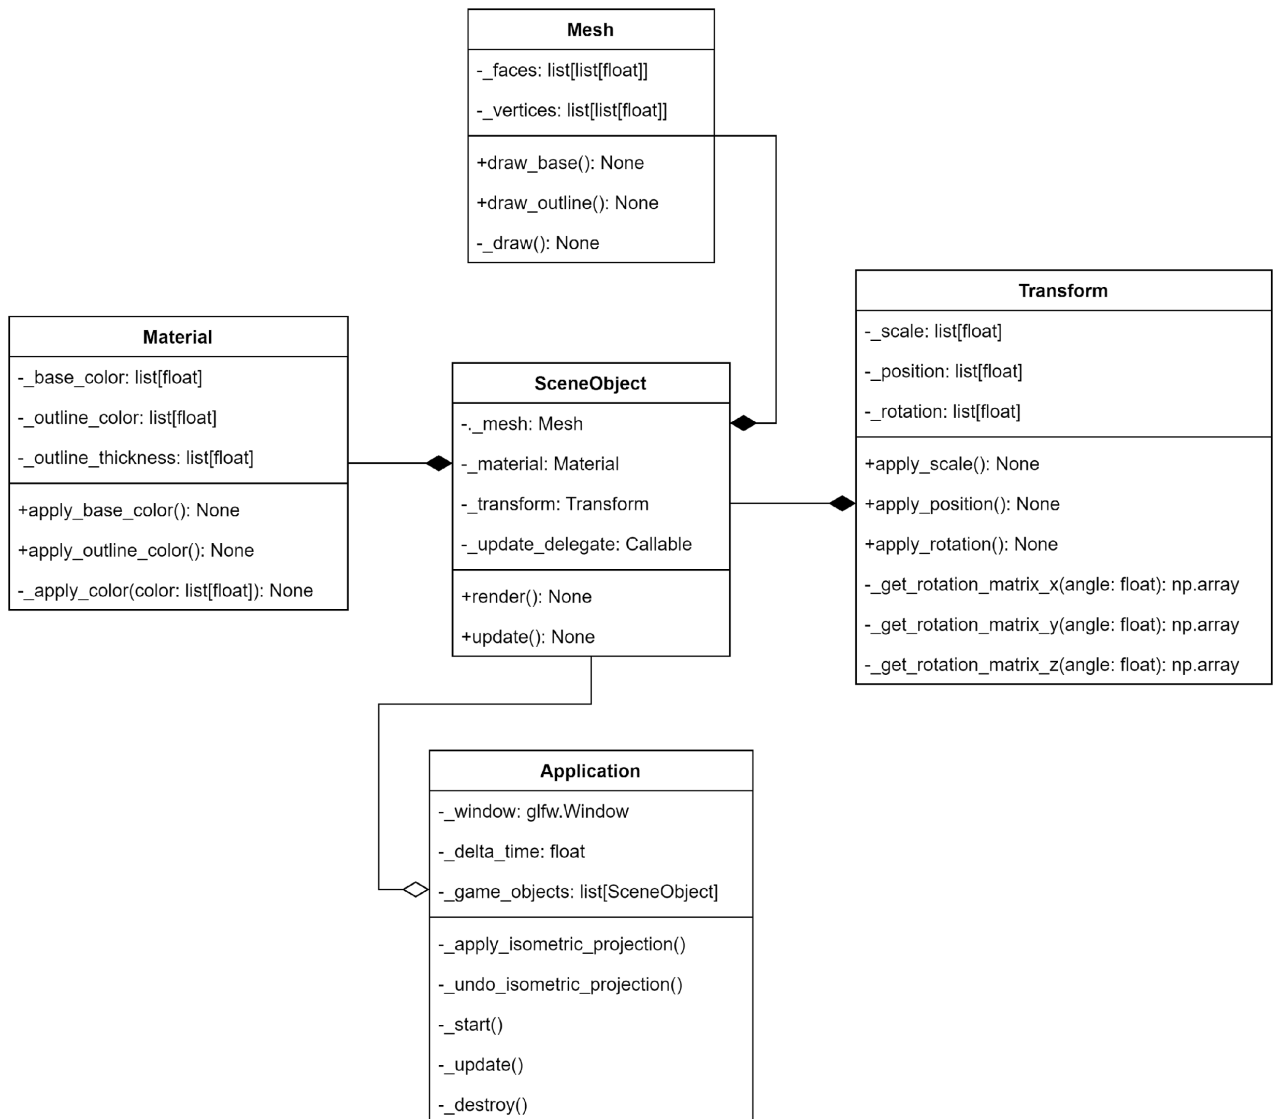 Mesh
-_faces: list[list[float]]
-_vertices: list[list[float]]
+draw_base(): None
+draw_outline(): None
-_draw(): None
Material
-_base_color: list[float]
-_outline_color: list[float]
-_outline_thickness: list[float]
+apply_base_color(): None
+apply_outline_color(): None
-_apply_color(color: list[float]): None
SceneObject
-._mesh: Mesh
-_material: Material
-_transform: Transform
-_update_delegate: Callable
+render(): None
+update(): None
Transform
-_scale: list[float]
-_position: list[float]
-_rotation: list[float]
+apply_scale(): None
+apply_position(): None
+apply_rotation(): None
-_get_rotation_matrix_x(angle: float): np.array
-_get_rotation_matrix_y(angle: float): np.array
-_get_rotation_matrix_z(angle: float): np.array
Application
-_window: glfw.Window
-_delta_time: float
-_game_objects: list[SceneObject]
-_apply_isometric_projection()
-_undo_isometric_projection()
-_start()
-_update()
-_destroy()